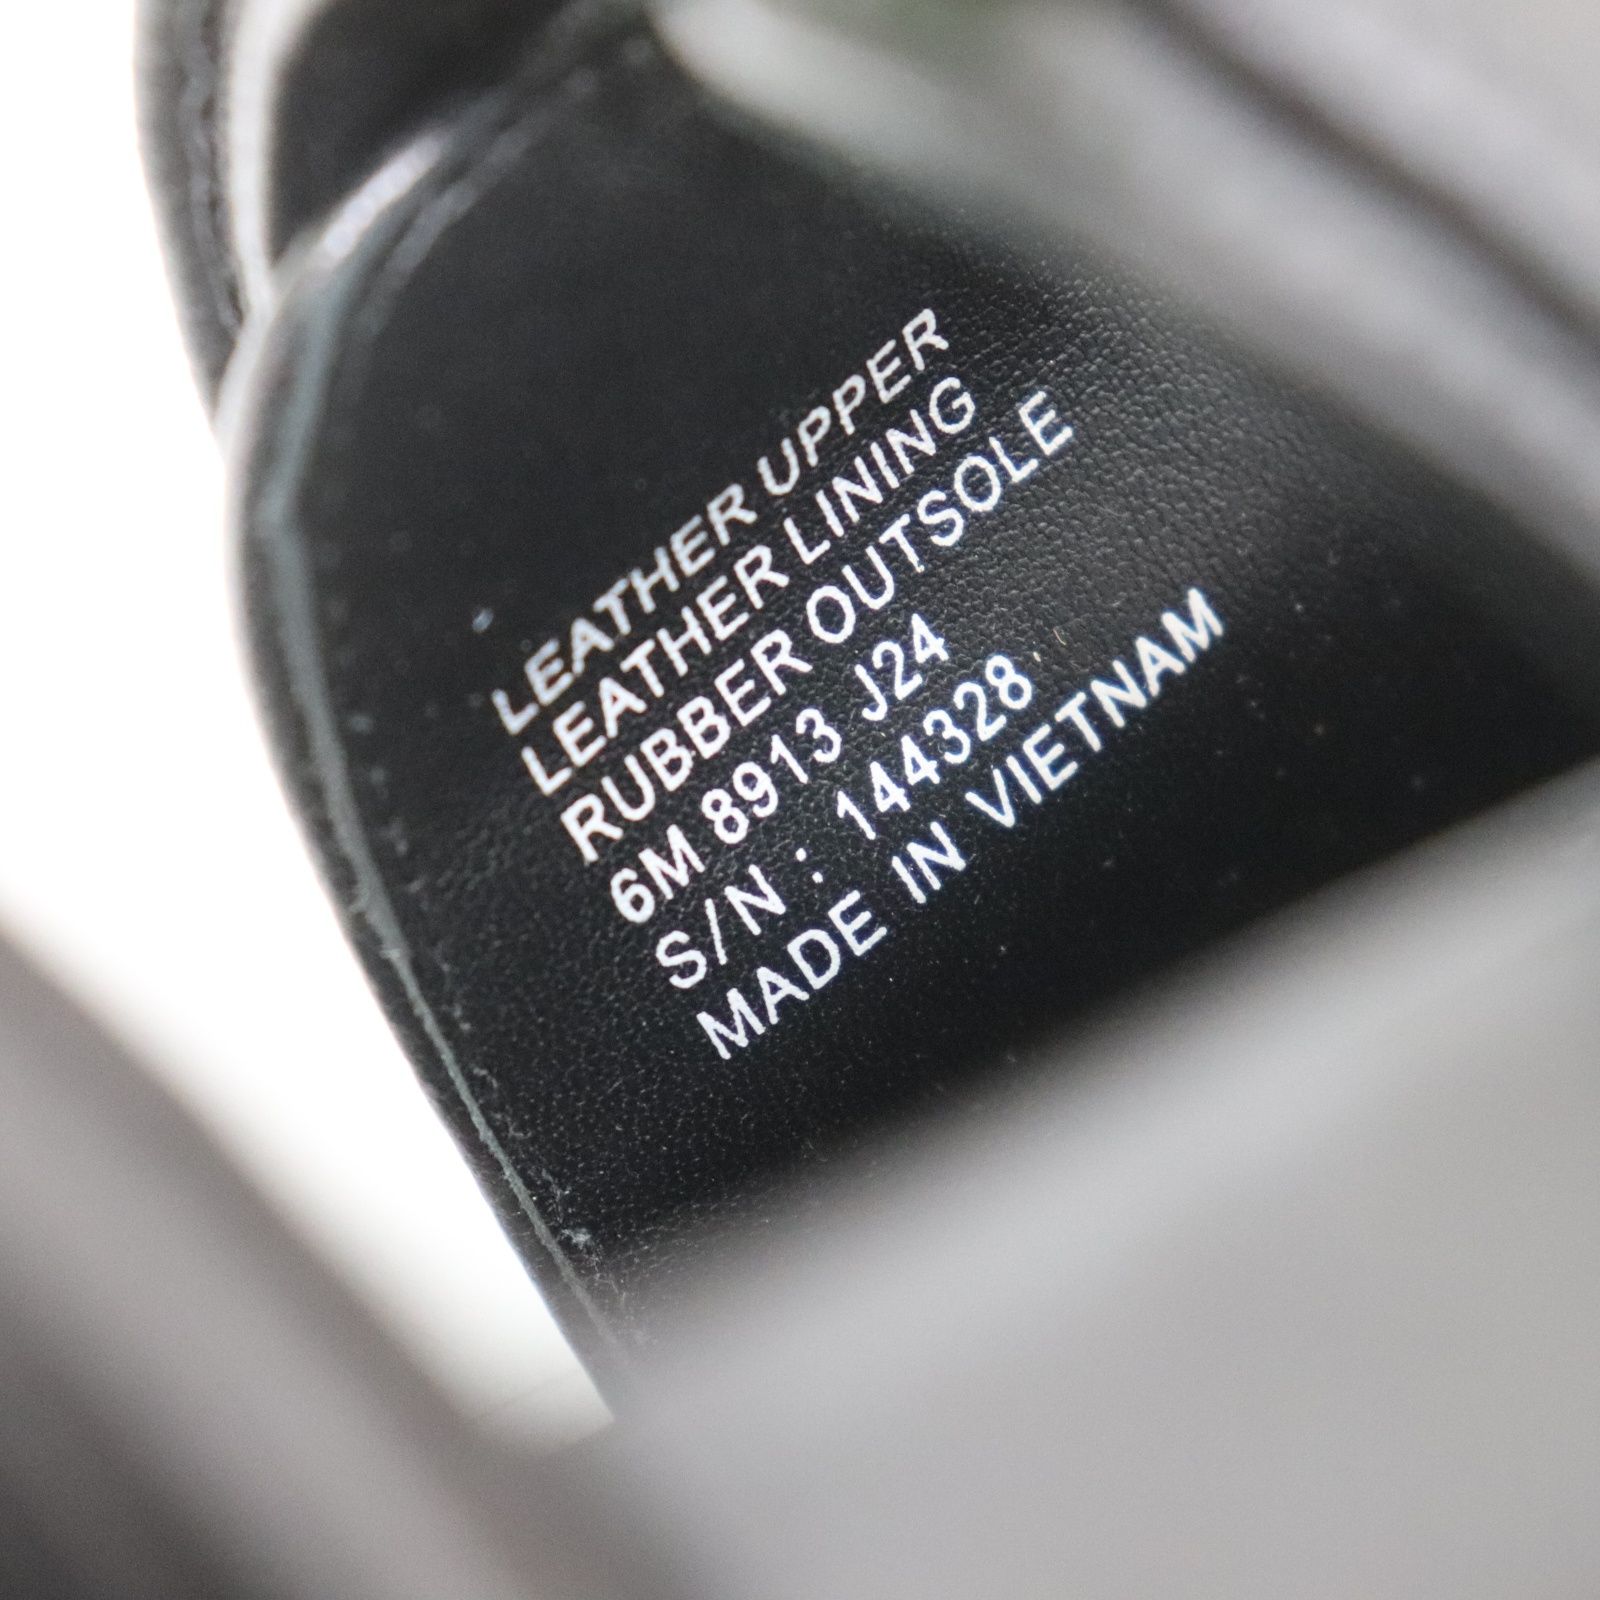 LEATHER UPPER
LEATHER LINING
RUBBER OUTSOLE
6M 8913 J24
S/N : 144328
MADE IN VIETNAM